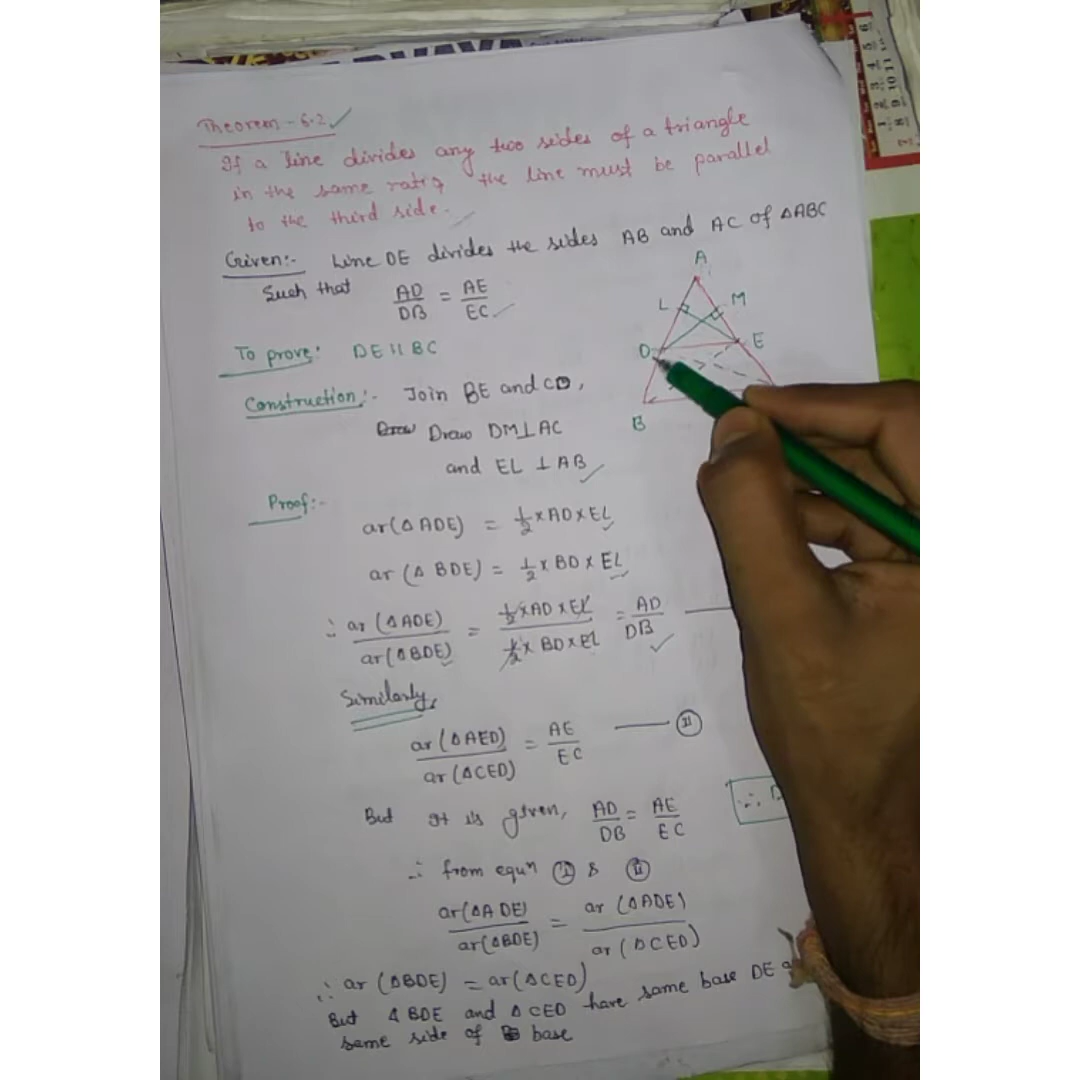 Theorem - 6.2 ✓
If a line divides any two sides of a triangle
in the same ratio, the line must be parallel
to the third side.
Given:- Line DE divides the sides AB and AC of ΔABC
Such that AD/DB = AE/EC
To prove: DE || BC
Construction:- Join BE and CD,
Draw DM⊥AC
and EL ⊥ AB
Proof:-
ar(ΔADE) = 1/2 × AD × EL
ar(ΔBDE) = 1/2 × BD × EL
∴ ar(ΔADE)/ar(ΔBDE) = 1/2 × AD × EL / 1/2 × BD × EL = AD/DB
Similarly,
ar(ΔAED)/ar(ΔCED) = AE/EC — II
But It is given, AD/DB = AE/EC
∴ from equn I & II
ar(ΔADE)/ar(ΔBDE) = ar(ΔADE)/ar(ΔCED)
∴ ar(ΔBDE) = ar(ΔCED)
But Δ BDE and ΔCED have same base DE
same side of base
∴
A
L
M
D
E
B